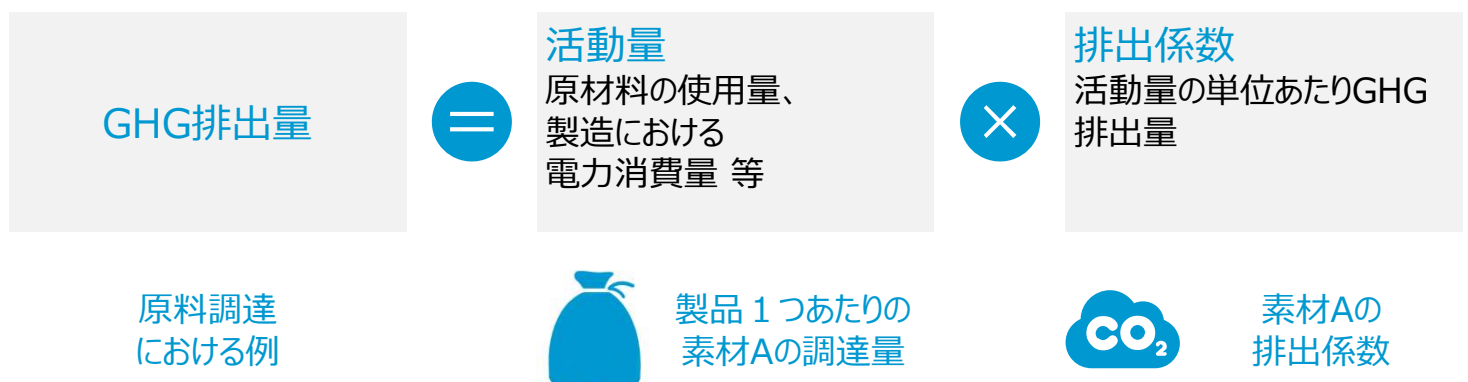 GHG排出量
=
活動量
原材料の使用量、
製造における
電力消費量 等
×
排出係数
活動量の単位あたりGHG
排出量
原料調達
における例
製品１つあたりの
素材Aの調達量
CO₂
素材Aの
排出係数